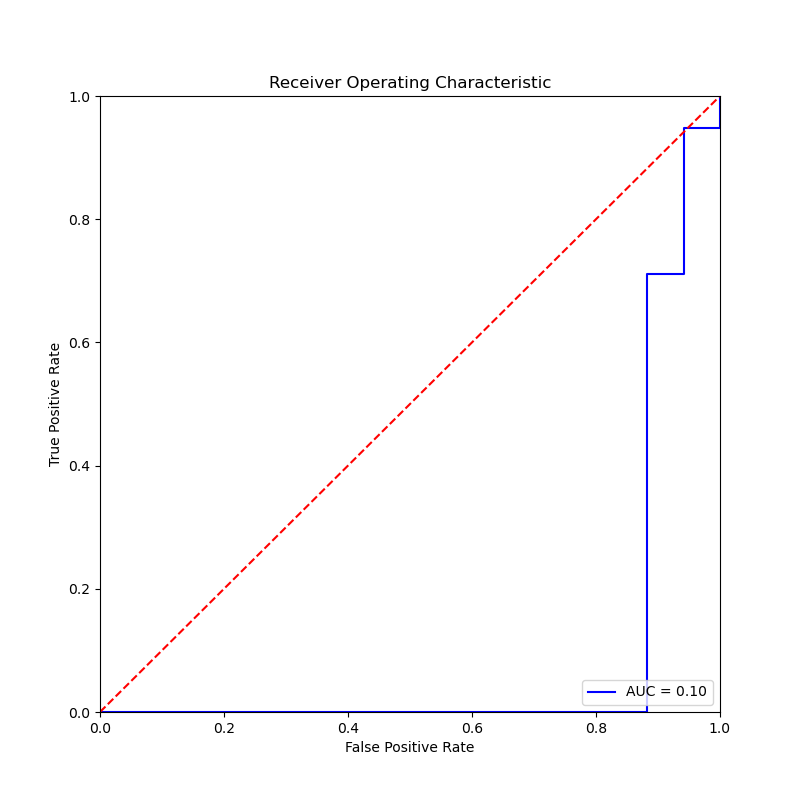 Receiver Operating Characteristic
1.0
0.8
0.6
0.4
0.2
0.0
True Positive Rate
AUC = 0.10
0.0 0.2 0.4 0.6 0.8 1.0
False Positive Rate